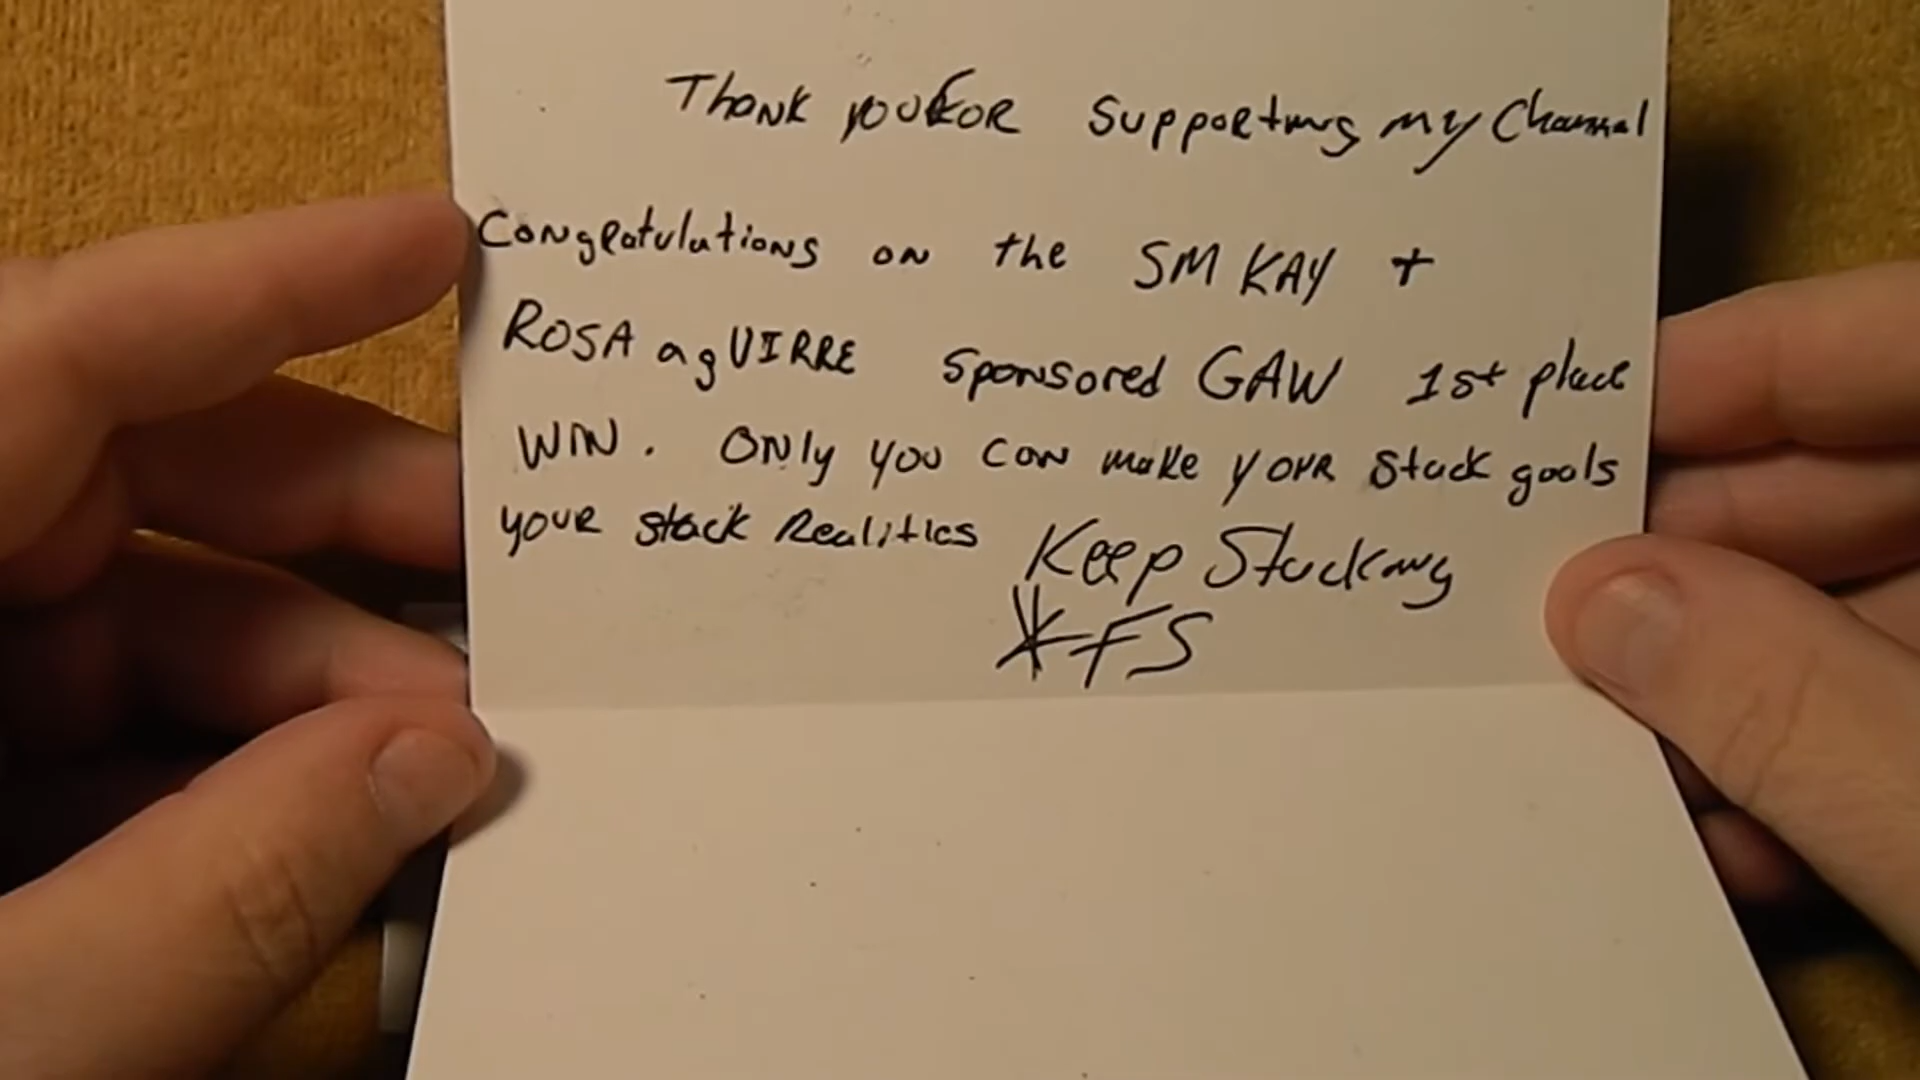 Thank you FOR Supporting my Channel
Congratulations on the SM KAY +
ROSA agUIRRE Sponsored GAW 1st place
WIN. Only you can make your Stack goals
your stack Realities Keep Stacking
FS